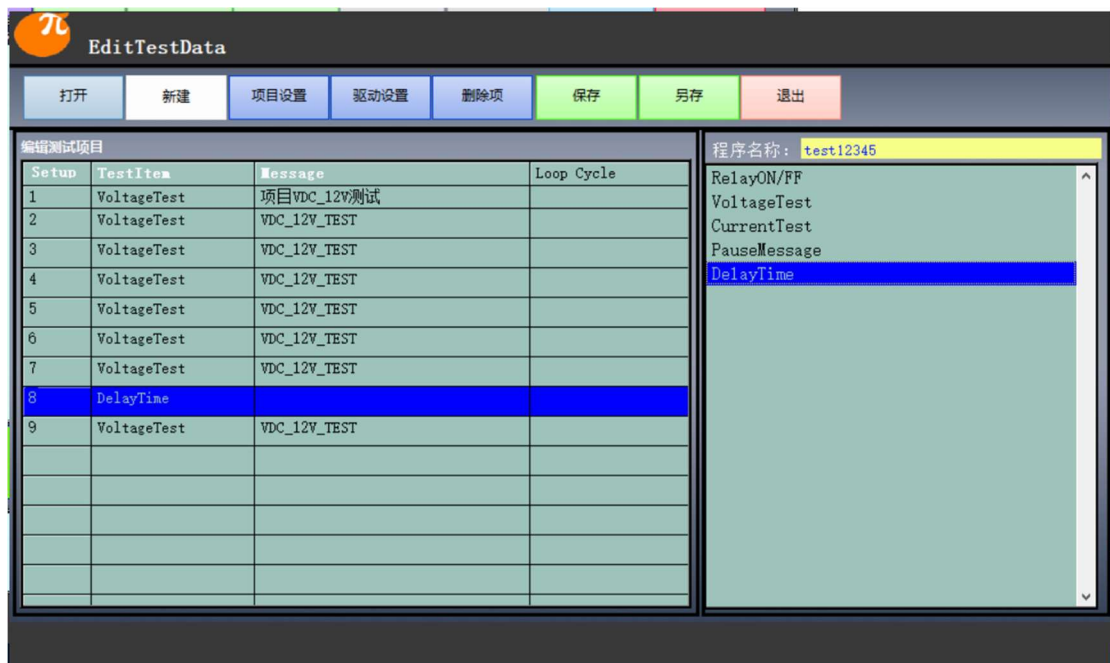 π
EditTestData
打开 新建 项目设置 驱动设置 删除项 保存 另存 退出
编辑测试项目
程序名称： test12345
Setup TestItem Message Loop Cycle
1 VoltageTest 项目VDC_12V测试
2 VoltageTest VDC_12V_TEST
3 VoltageTest VDC_12V_TEST
4 VoltageTest VDC_12V_TEST
5 VoltageTest VDC_12V_TEST
6 VoltageTest VDC_12V_TEST
7 VoltageTest VDC_12V_TEST
8 DelayTime
9 VoltageTest VDC_12V_TEST
RelayON/FF
VoltageTest
CurrentTest
PauseMessage
DelayTime